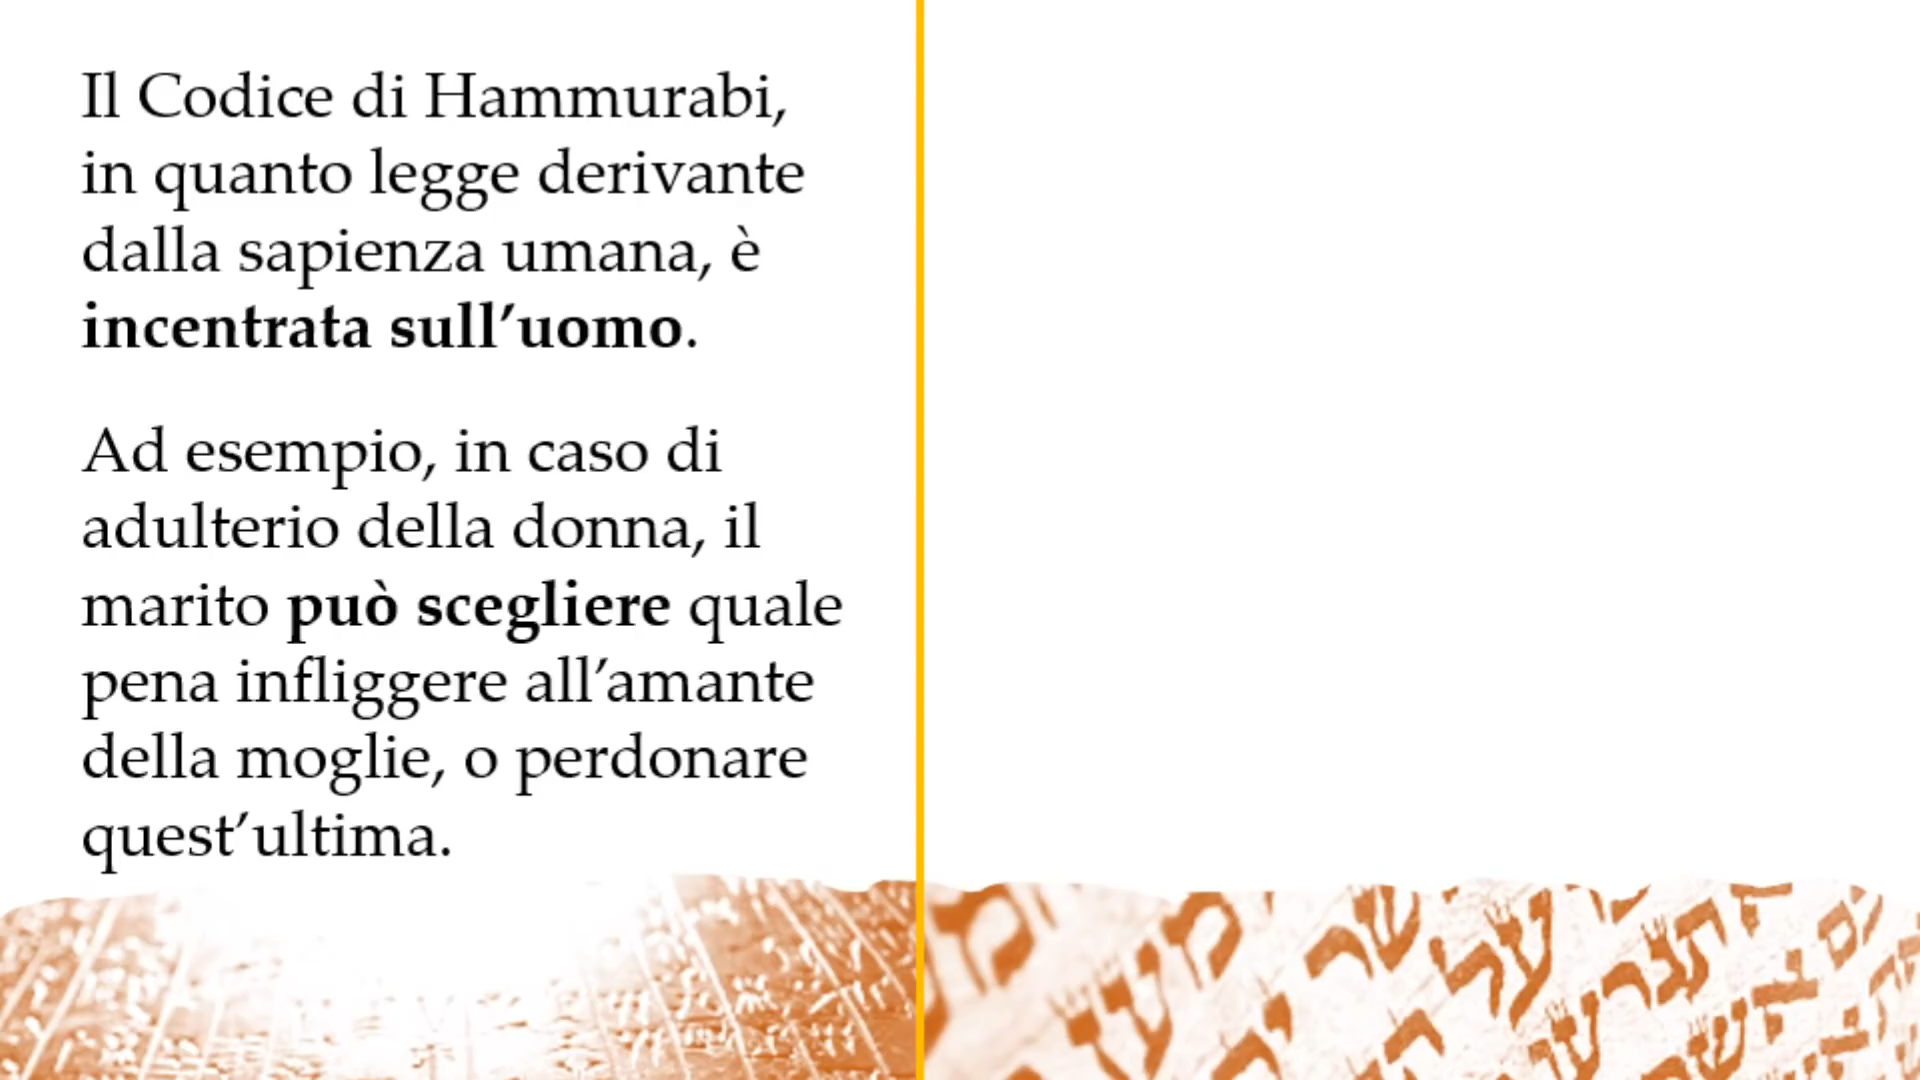 Il Codice di Hammurabi,
in quanto legge derivante
dalla sapienza umana, è
incentrata sull’uomo.
Ad esempio, in caso di
adulterio della donna, il
marito può scegliere quale
pena infliggere all’amante
della moglie, o perdonare
quest’ultima.